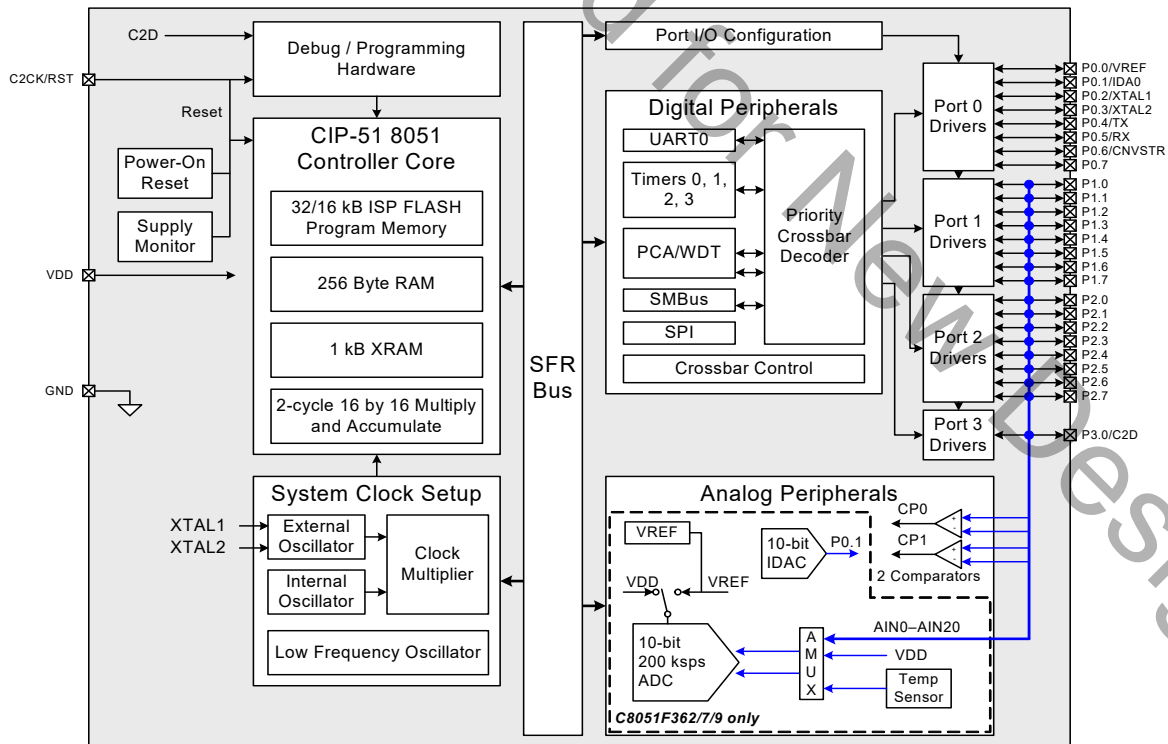 C2D
C2CK/RST
Debug / Programming
Hardware
Reset
Power-On
Reset
Supply
Monitor
VDD
GND
CIP-51 8051
Controller Core
32/16 kB ISP FLASH
Program Memory
256 Byte RAM
1 kB XRAM
2-cycle 16 by 16 Multiply
and Accumulate
System Clock Setup
XTAL1
XTAL2
External
Oscillator
Internal
Oscillator
Clock
Multiplier
Low Frequency Oscillator
SFR
Bus
Port I/O Configuration
Digital Peripherals
UART0
Timers 0, 1,
2, 3
PCA/WDT
SMBus
SPI
Priority
Crossbar
Decoder
Crossbar Control
Port 0
Drivers
Port 1
Drivers
Port 2
Drivers
Port 3
Drivers
P0.0/VREF
P0.1/IDA0
P0.2/XTAL1
P0.3/XTAL2
P0.4/TX
P0.5/RX
P0.6/CNVSTR
P0.7
P1.0
P1.1
P1.2
P1.3
P1.4
P1.5
P1.6
P1.7
P2.0
P2.1
P2.2
P2.3
P2.4
P2.5
P2.6
P2.7
P3.0/C2D
Analog Peripherals
VREF
VDD
VREF
10-bit
IDAC
P0.1
CP0
+
-
CP1
+
-
2 Comparators
10-bit
200 ksps
ADC
A
M
U
X
AIN0–AIN20
VDD
Temp
Sensor
C8051F362/7/9 only
for New Des